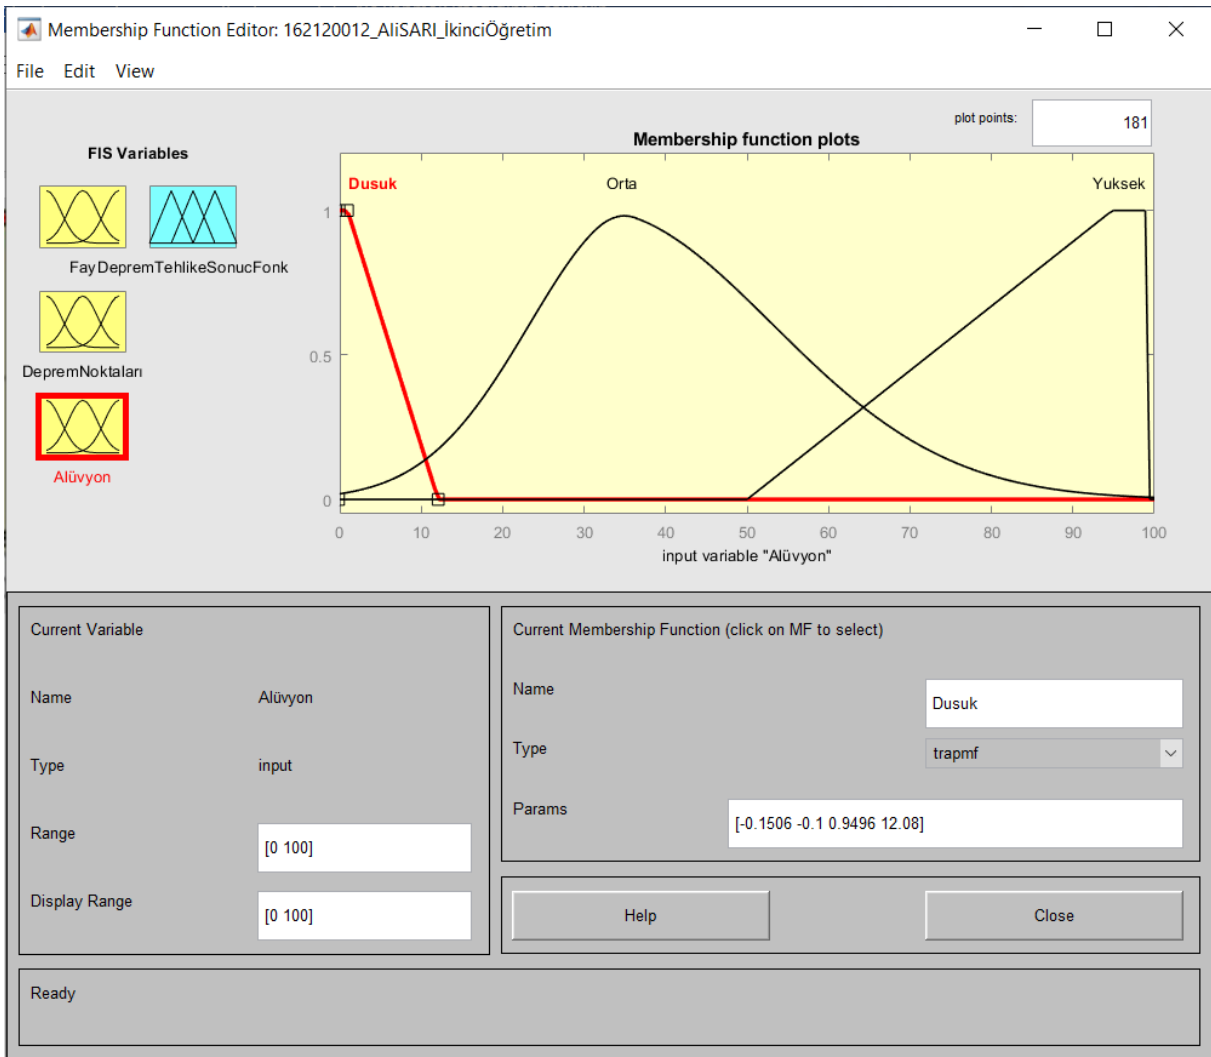 Membership Function Editor: 162120012_AliSARI_İkinciÖğretim
File Edit View
plot points:
181
FIS Variables
Membership function plots
FayDepremTehlikeSonucFonk
DepremNoktaları
Alüvyon
Dusuk
Orta
Yuksek
1
0.5
0
0 10 20 30 40 50 60 70 80 90 100
input variable "Alüvyon"
Current Variable
Name
Alüvyon
Type
input
Range
[0 100]
Display Range
[0 100]
Current Membership Function (click on MF to select)
Name
Dusuk
Type
trapmf
Params
[-0.1506 -0.1 0.9496 12.08]
Help
Close
Ready